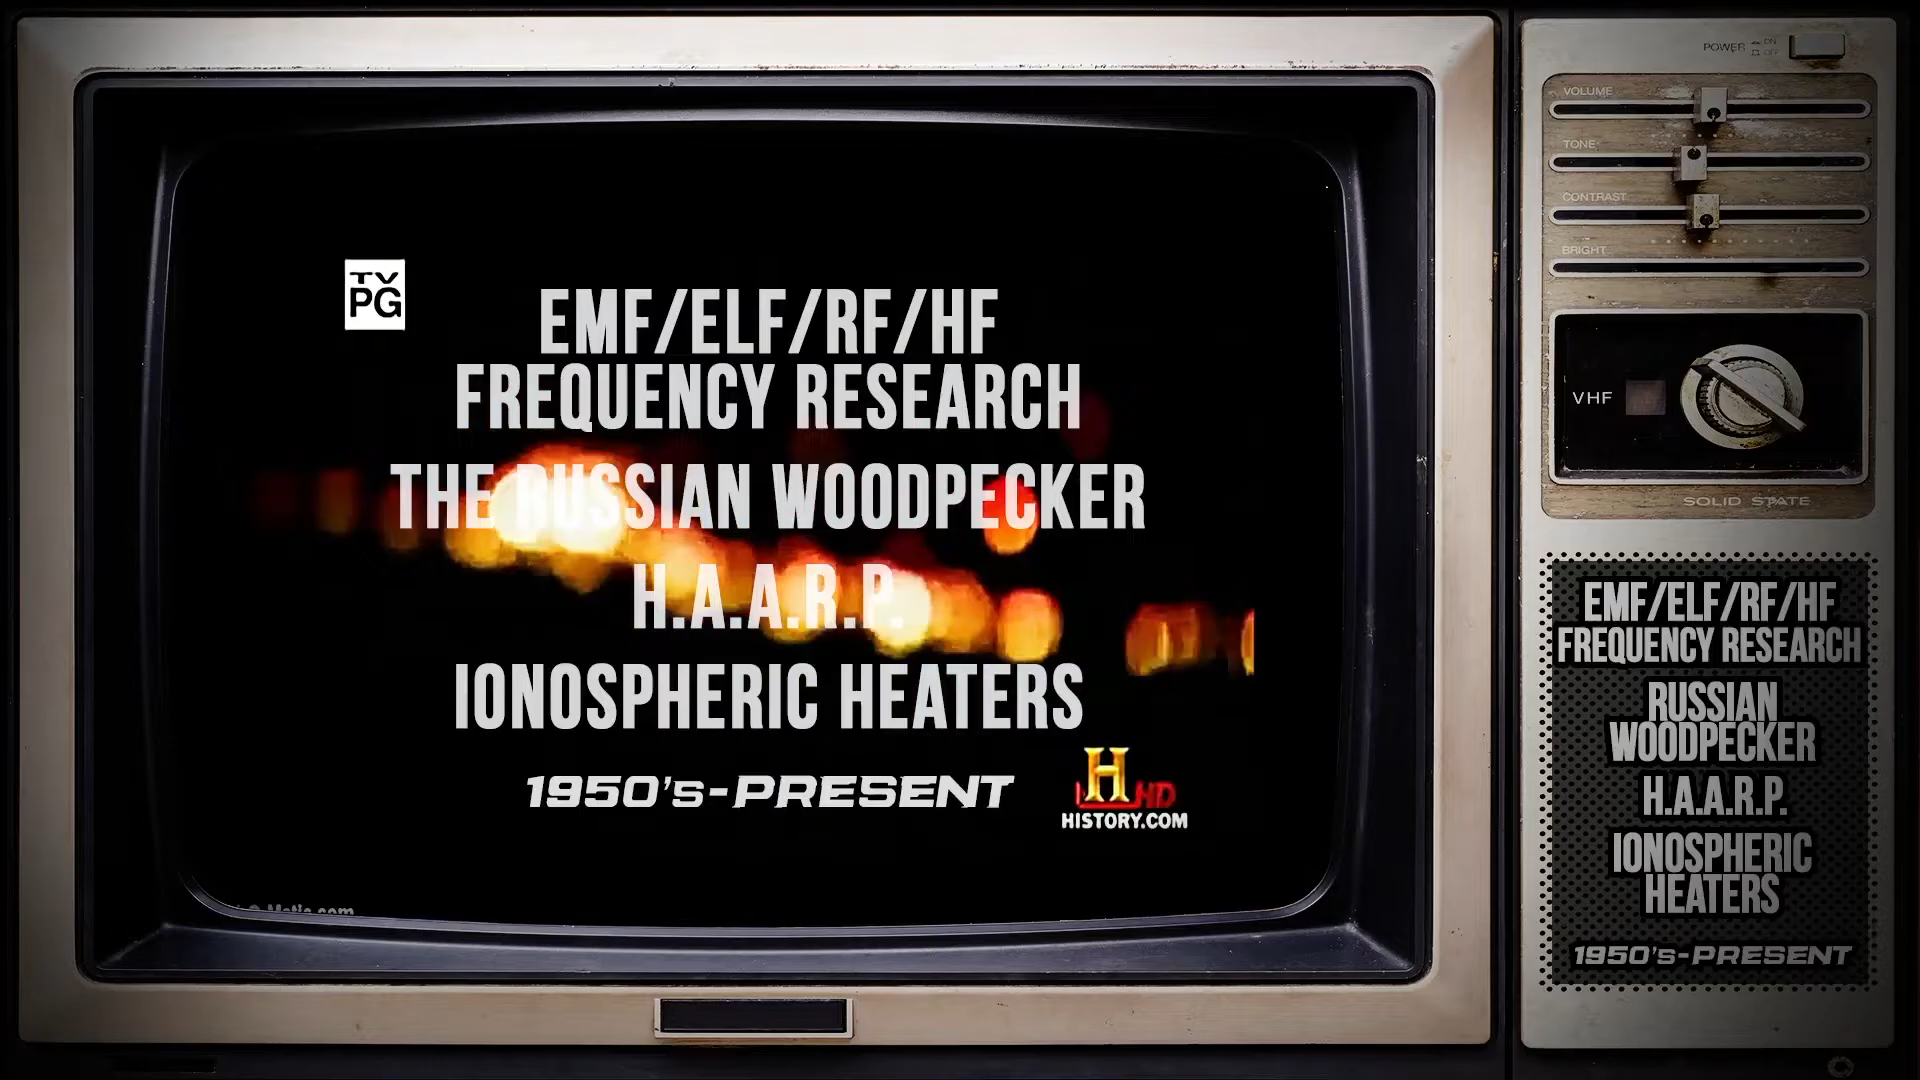 TV
PG
EMF/ELF/RF/HF
FREQUENCY RESEARCH
THE RUSSIAN WOODPECKER
H.A.A.R.P.
IONOSPHERIC HEATERS
1950's-PRESENT
H HD
HISTORY.COM
POWER ON
OFF
VOLUME
TONE
CONTRAST
BRIGHT
VHF
SOLID STATE
EMF/ELF/RF/HF
FREQUENCY RESEARCH
RUSSIAN
WOODPECKER
H.A.A.R.P.
IONOSPHERIC
HEATERS
1950's-PRESENT